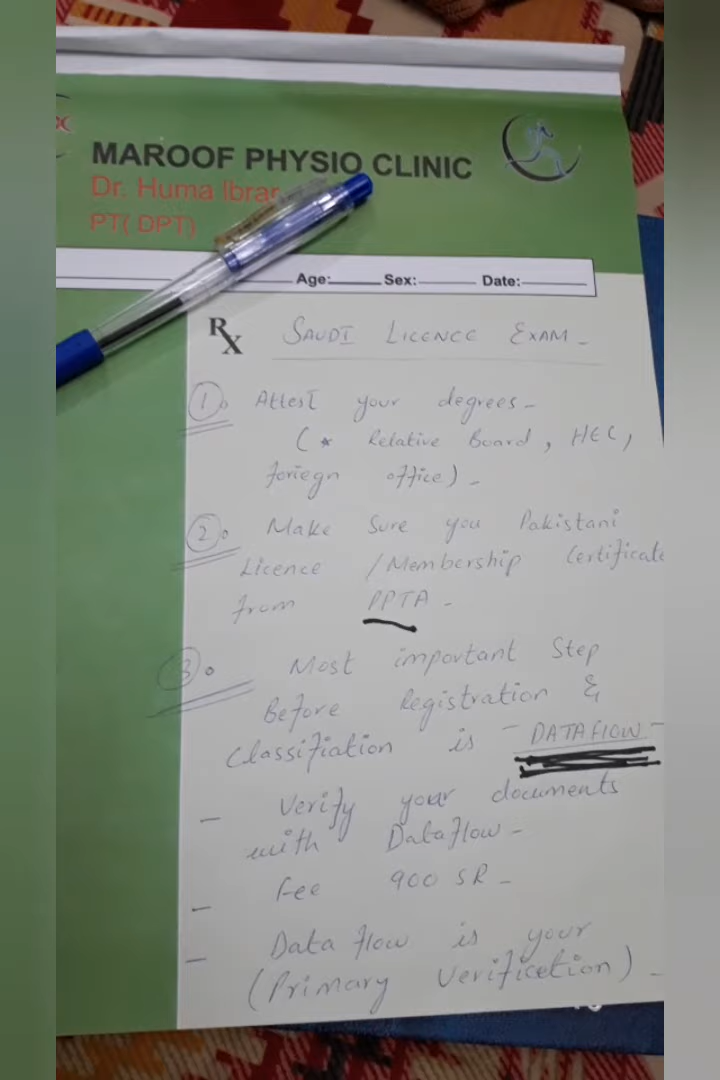 MAROOF PHYSIO CLINIC
Dr. Huma Ibrar
PT( DPT)
Age: Sex: Date:
Rx SAUDI LICENCE EXAM -
1) Attest your degrees -
( * Relative Board, HEC,
foriegn office) -
2) Make Sure you Pakistani
Licence /Membership Certificate
from PPTA -
3) Most important Step
Before Registration &
Classifiation is - DATAFLOW -
- Verify your documents
with Dataflow -
- Fee 900 SR -
- Data flow is your
(Primary Verificetion) -